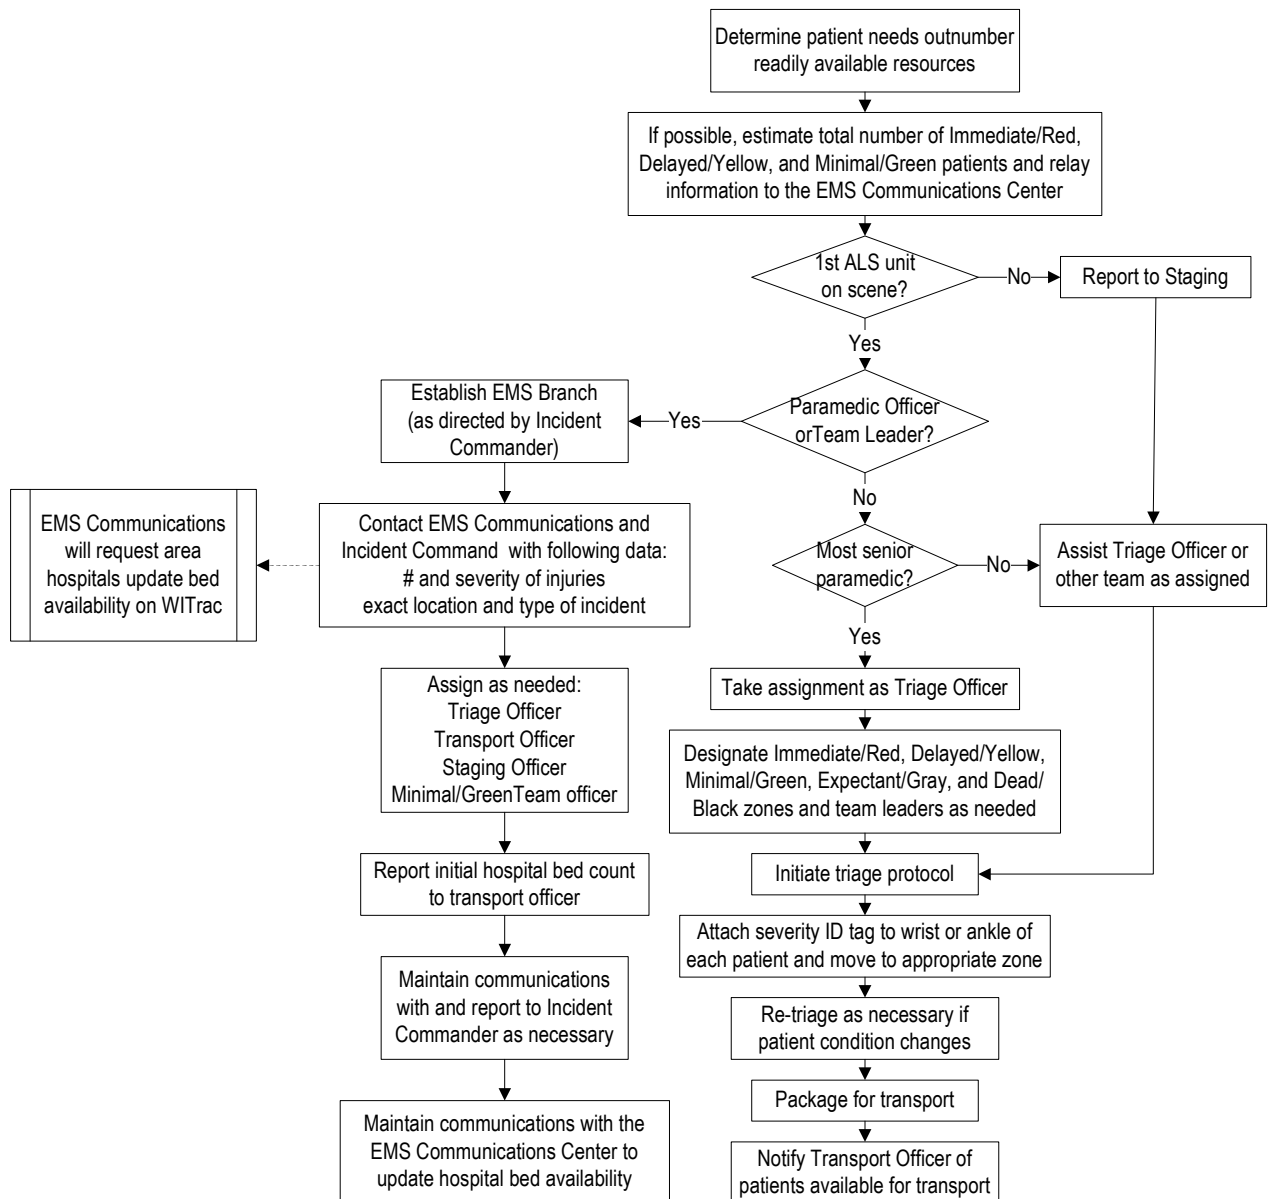 Determine patient needs outnumber
readily available resources
If possible, estimate total number of Immediate/Red,
Delayed/Yellow, and Minimal/Green patients and relay
information to the EMS Communications Center
1st ALS unit
on scene?
No
Report to Staging
Yes
Paramedic Officer
orTeam Leader?
Yes
Establish EMS Branch
(as directed by Incident
Commander)
No
EMS Communications
will request area
hospitals update bed
availability on WITrac
Contact EMS Communications and
Incident Command with following data:
# and severity of injuries
exact location and type of incident
Most senior
paramedic?
No
Assist Triage Officer or
other team as assigned
Yes
Assign as needed:
Triage Officer
Transport Officer
Staging Officer
Minimal/GreenTeam officer
Take assignment as Triage Officer
Designate Immediate/Red, Delayed/Yellow,
Minimal/Green, Expectant/Gray, and Dead/
Black zones and team leaders as needed
Report initial hospital bed count
to transport officer
Initiate triage protocol
Attach severity ID tag to wrist or ankle of
each patient and move to appropriate zone
Maintain communications
with and report to Incident
Commander as necessary
Re-triage as necessary if
patient condition changes
Package for transport
Maintain communications with the
EMS Communications Center to
update hospital bed availability
Notify Transport Officer of
patients available for transport